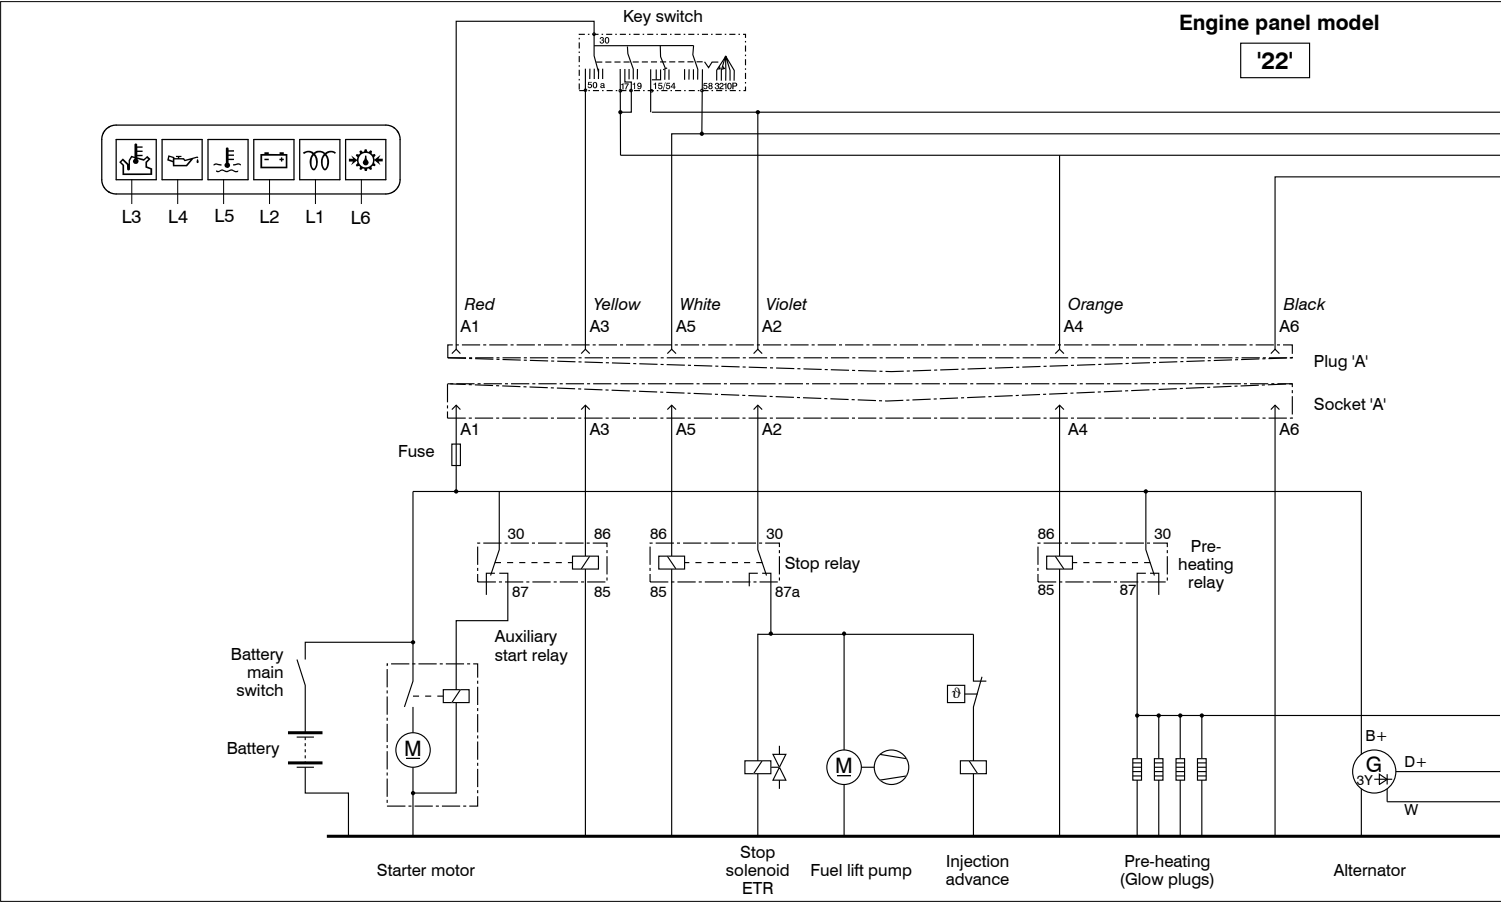 Key switch
Engine panel model
'22'
30
50 a
17 19
15/54
58 3210P
L3 L4 L5 L2 L1 L6
Red Yellow White Violet Orange Black
A1 A3 A5 A2 A4 A6
Plug 'A'
Socket 'A'
A1 A3 A5 A2 A4 A6
Fuse
30 86 86 30 86 30
Stop relay
Pre-
heating
relay
87 85 85 87a 85 87
Auxiliary
start relay
Battery
main
switch
ϑ
Battery
M
M
B+
G
3Y
D+
W
Starter motor
Stop
solenoid
ETR
Fuel lift pump
Injection
advance
Pre-heating
(Glow plugs)
Alternator